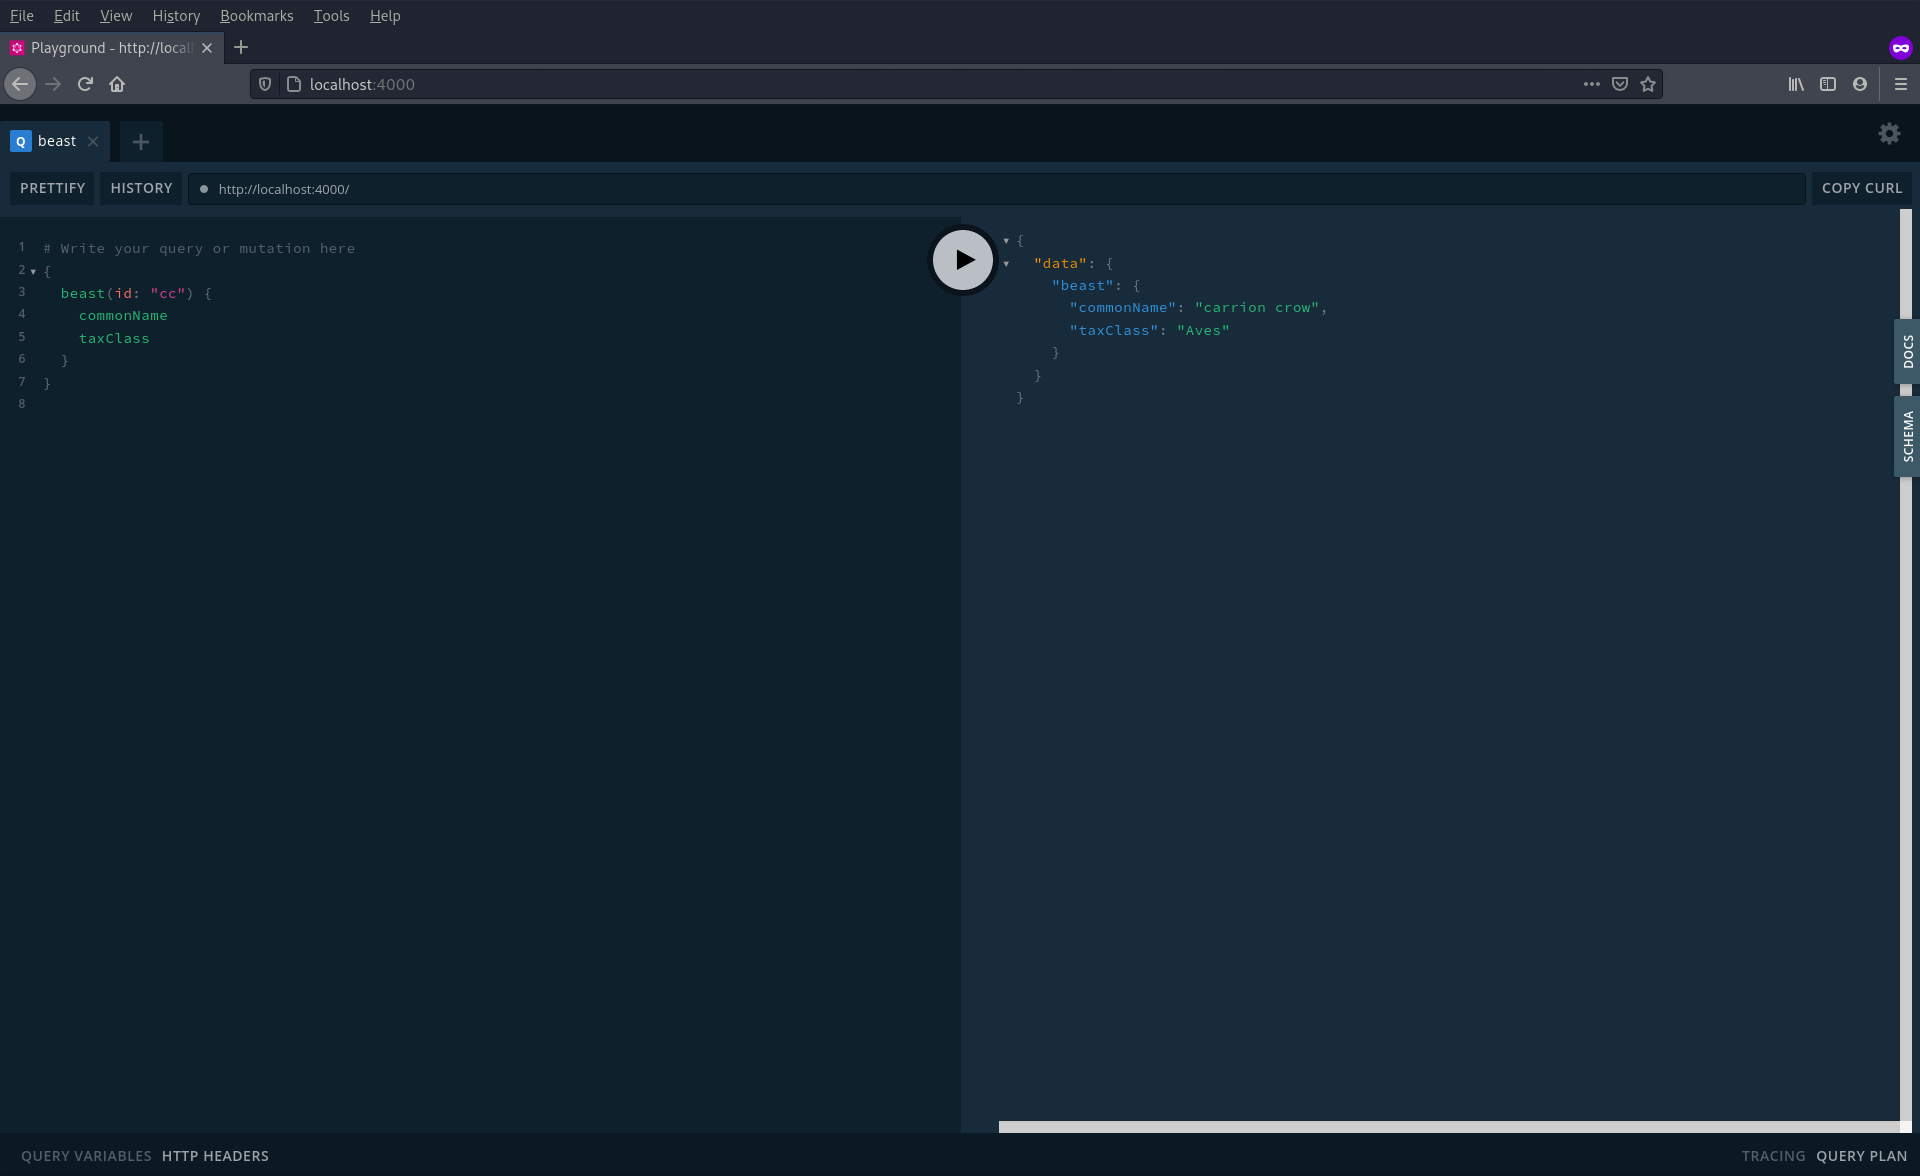 File Edit View History Bookmarks Tools Help
Playground - http://local
localhost:4000
Q beast
PRETTIFY HISTORY http://localhost:4000/ COPY CURL
1 # Write your query or mutation here
2 {
3 beast(id: "cc") {
4 commonName
5 taxClass
6 }
7 }
8
{
"data": {
"beast": {
"commonName": "carrion crow",
"taxClass": "Aves"
}
}
}
DOCS
SCHEMA
QUERY VARIABLES HTTP HEADERS TRACING QUERY PLAN